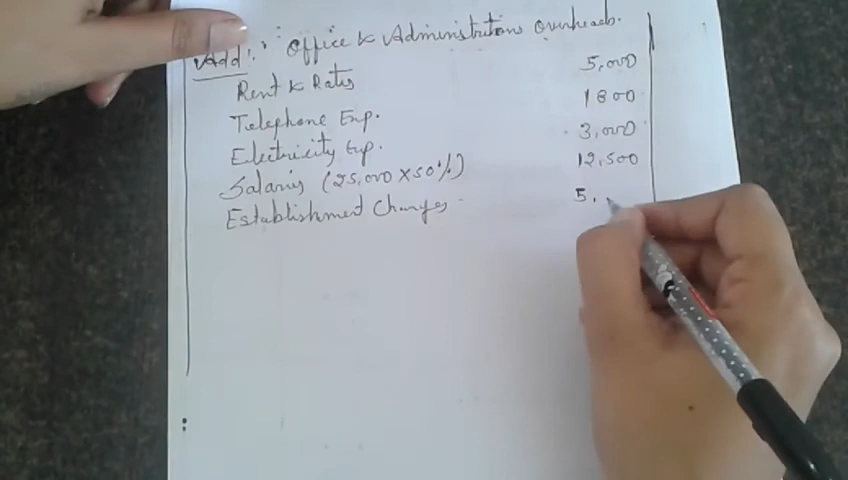 Add:- Office & Administritions Overheads.
Rent & Rates 5,000
Telephone Exp. 1800
Electricity Exp. 3,000
Salaries (25,000 X 50%) 12,500
Establishment Charges 5,